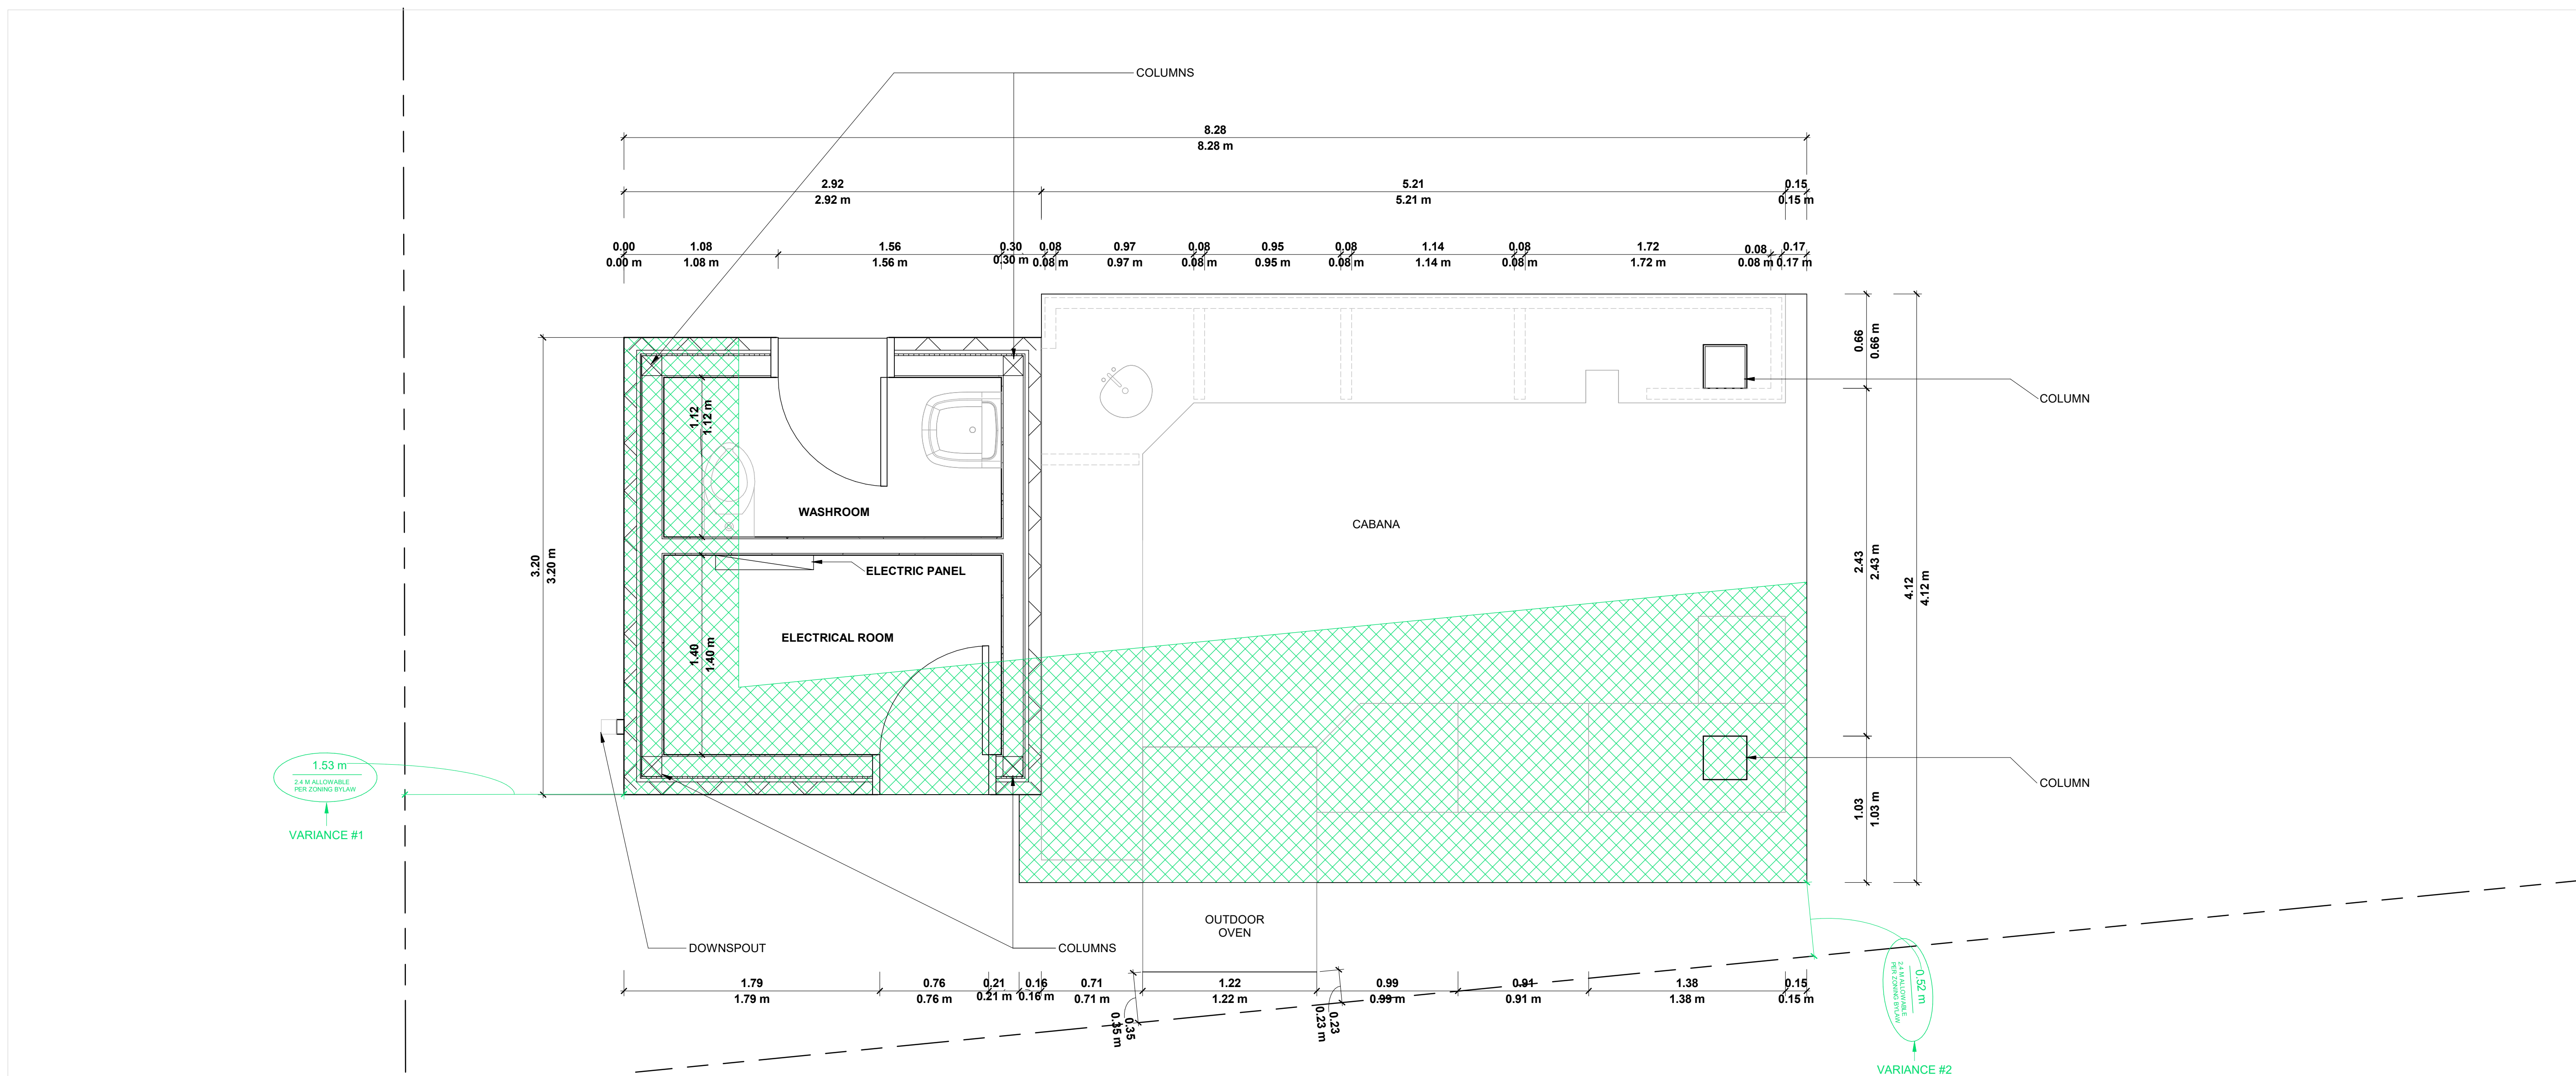 COLUMNS
8.28
8.28 m
2.92
2.92 m
5.21
5.21 m
0.15
0.15 m
0.00
0.00 m
1.08
1.08 m
1.56
1.56 m
0.30
0.30 m
0.08
0.08 m
0.97
0.97 m
0.08
0.08 m
0.95
0.95 m
0.08
0.08 m
1.14
1.14 m
0.08
0.08 m
1.72
1.72 m
0.08
0.08 m
0.17
0.17 m
0.66
0.66 m
COLUMN
1.12
1.12 m
WASHROOM
CABANA
3.20
3.20 m
ELECTRIC PANEL
2.43
2.43 m
4.12
4.12 m
ELECTRICAL ROOM
1.40
1.40 m
1.53 m
2.4 M ALLOWABLE
PER ZONING BYLAW
VARIANCE #1
COLUMN
1.03
1.03 m
OUTDOOR
OVEN
DOWNSPOUT
COLUMNS
1.79
1.79 m
0.76
0.76 m
0.21
0.21 m
0.16
0.16 m
0.71
0.71 m
1.22
1.22 m
0.99
0.99 m
0.91
0.91 m
1.38
1.38 m
0.15
0.15 m
0.35
0.35 m
0.23
0.23 m
0.52 m
2.4 M ALLOWABLE
PER ZONING BYLAW
VARIANCE #2